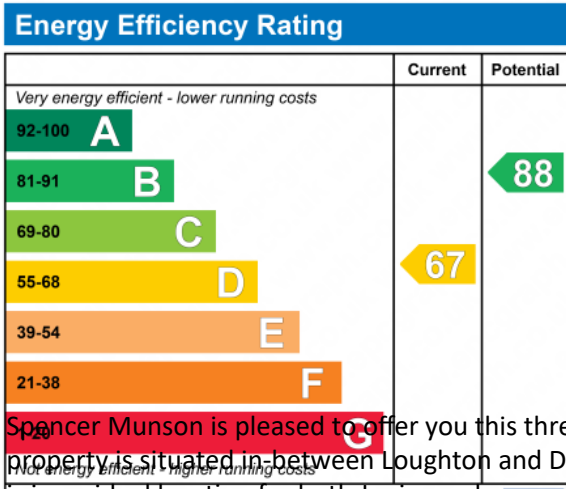 Energy Efficiency Rating
Current Potential
Very energy efficient - lower running costs
92-100 A
81-91 B
88
69-80 C
67
55-68 D
39-54 E
21-38 F
1-20 G
Spencer Munson is pleased to offer you this thre
Not energy efficient - higher running costs
property is situated in-between Loughton and D